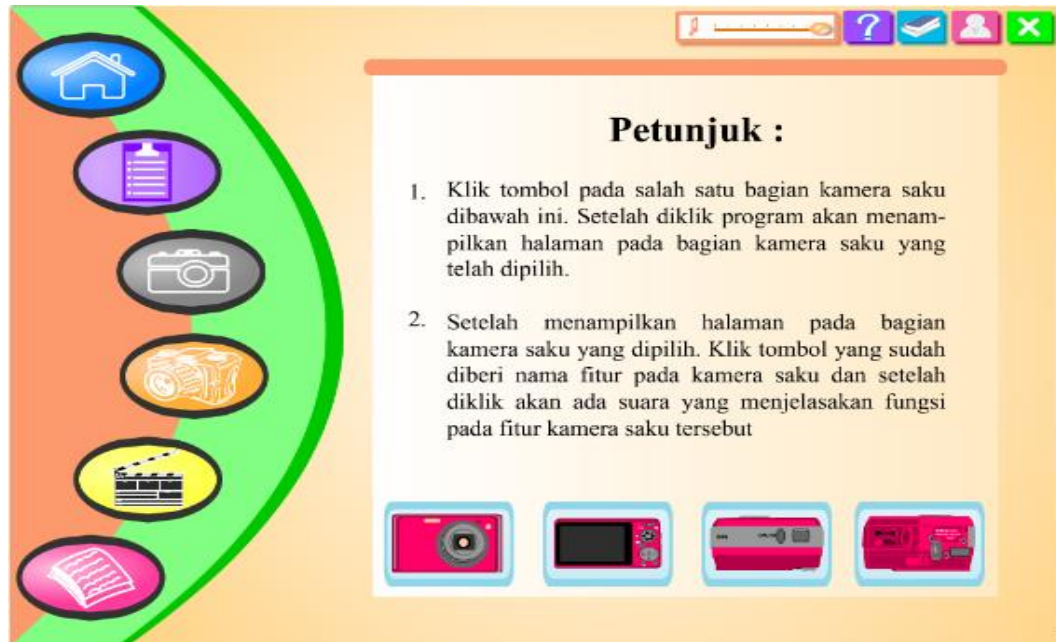 ?
Petunjuk :
1. Klik tombol pada salah satu bagian kamera saku
dibawah ini. Setelah diklik program akan menam-
pilkan halaman pada bagian kamera saku yang
telah dipilih.
2. Setelah menampilkan halaman pada bagian
kamera saku yang dipilih. Klik tombol yang sudah
diberi nama fitur pada kamera saku dan setelah
diklik akan ada suara yang menjelasakan fungsi
pada fitur kamera saku tersebut